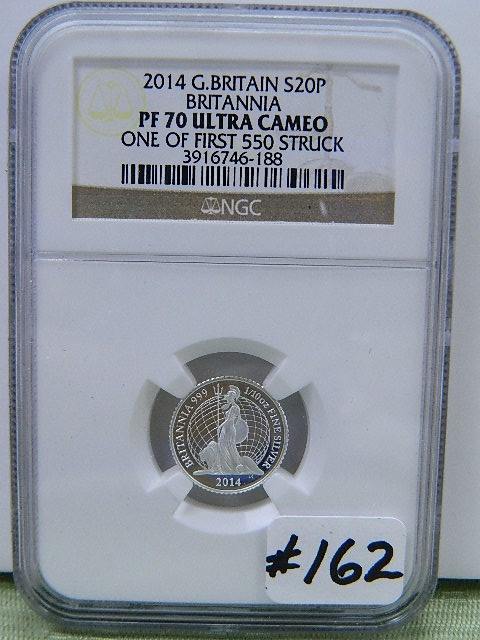 2014 G.BRITAIN S20P
BRITANNIA
PF 70 ULTRA CAMEO
ONE OF FIRST 550 STRUCK
3916746-188
NGC
BRITANNIA 999 1/10OZ FINE SILVER
2014
#162